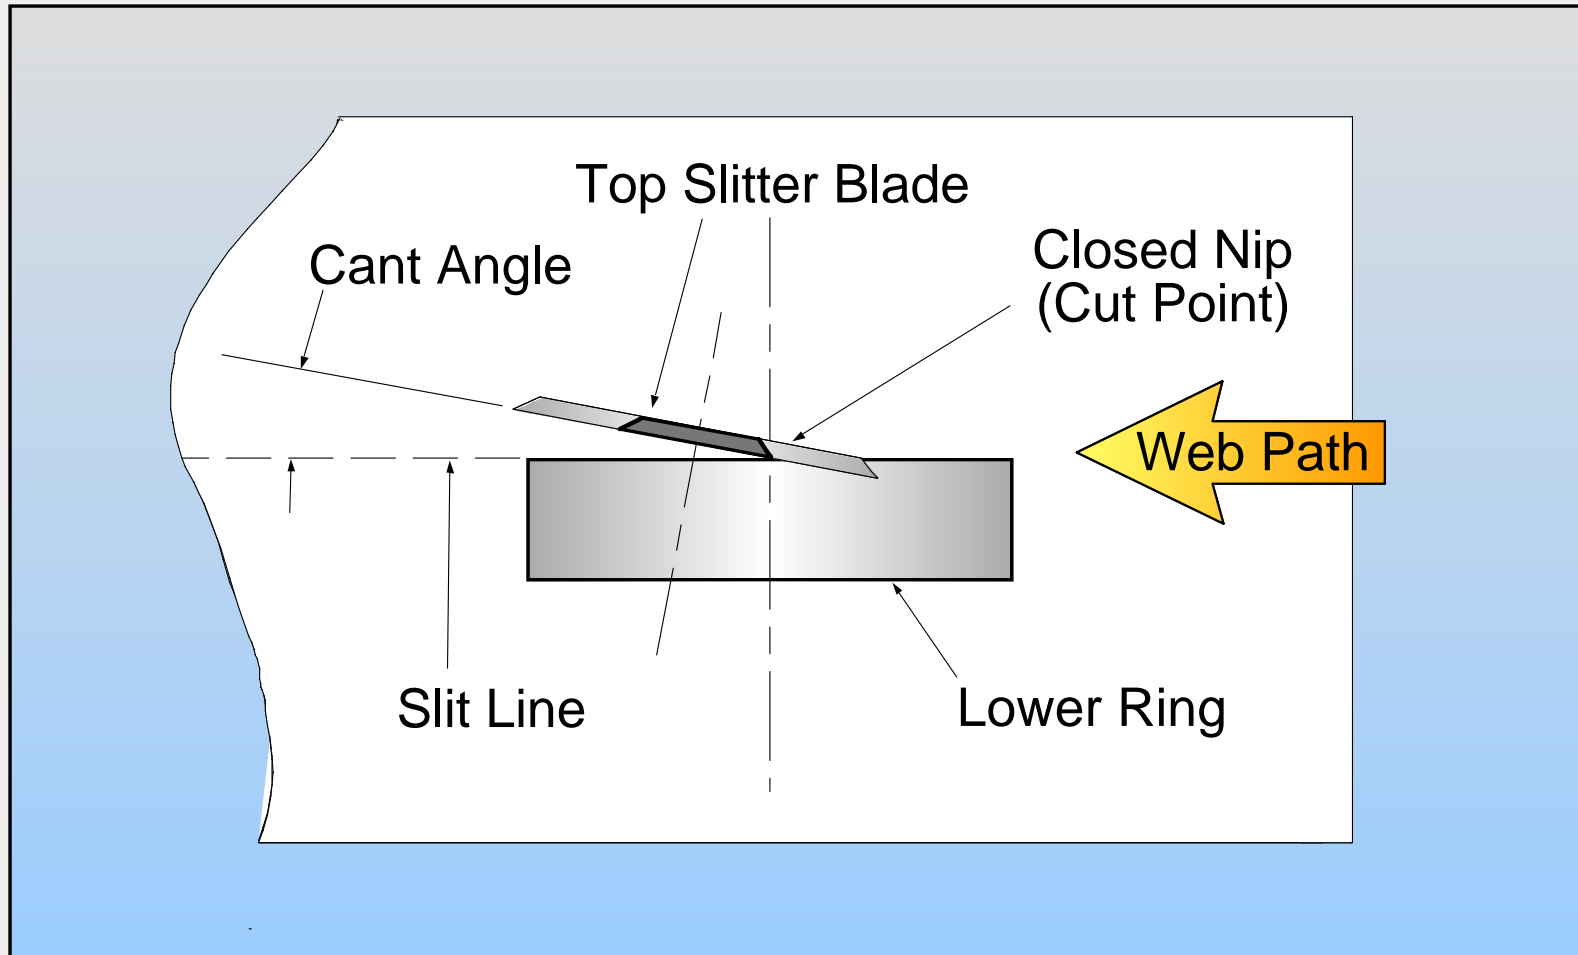 Top Slitter Blade
Cant Angle
Closed Nip
(Cut Point)
Web Path
Slit Line
Lower Ring